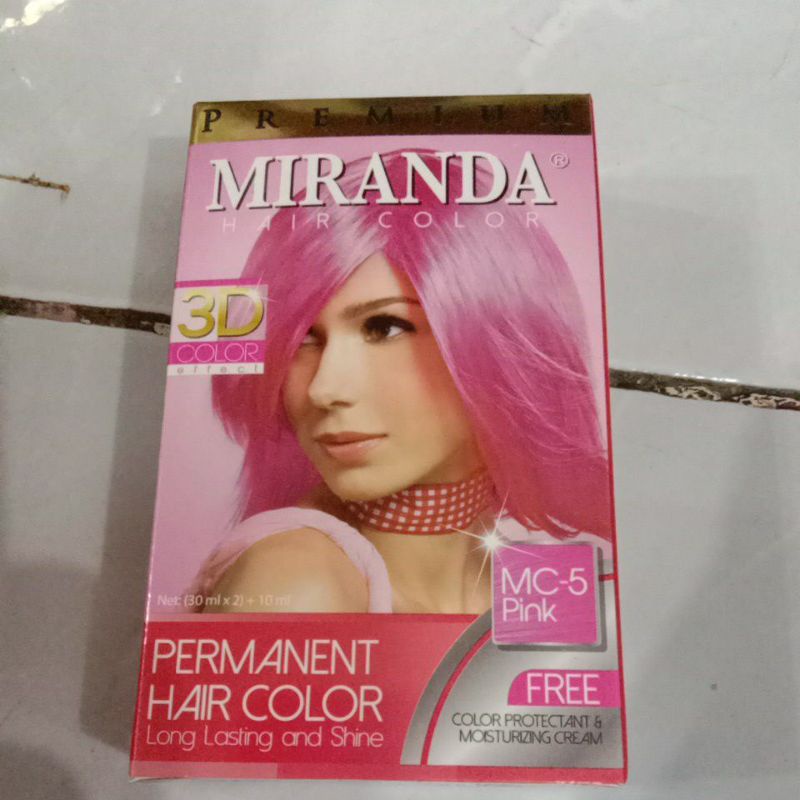 PREMIUM
MIRANDA®
HAIR COLOR
3D
COLOR
effect
Net: (30 ml x 2) + 10 ml
MC-5
Pink
PERMANENT
HAIR COLOR
Long Lasting and Shine
FREE
COLOR PROTECTANT &
MOISTURIZING CREAM